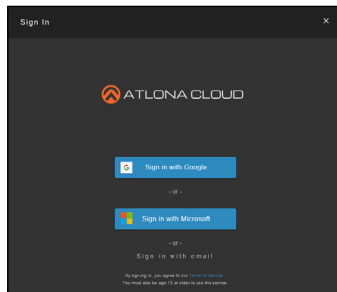 Sign In
×
ATLONA CLOUD
G Sign in with Google
- or -
Sign in with Microsoft
- or -
Sign in with email
By signing in, you agree to our Terms of Service.
You must also be age 13 or older to use this service.